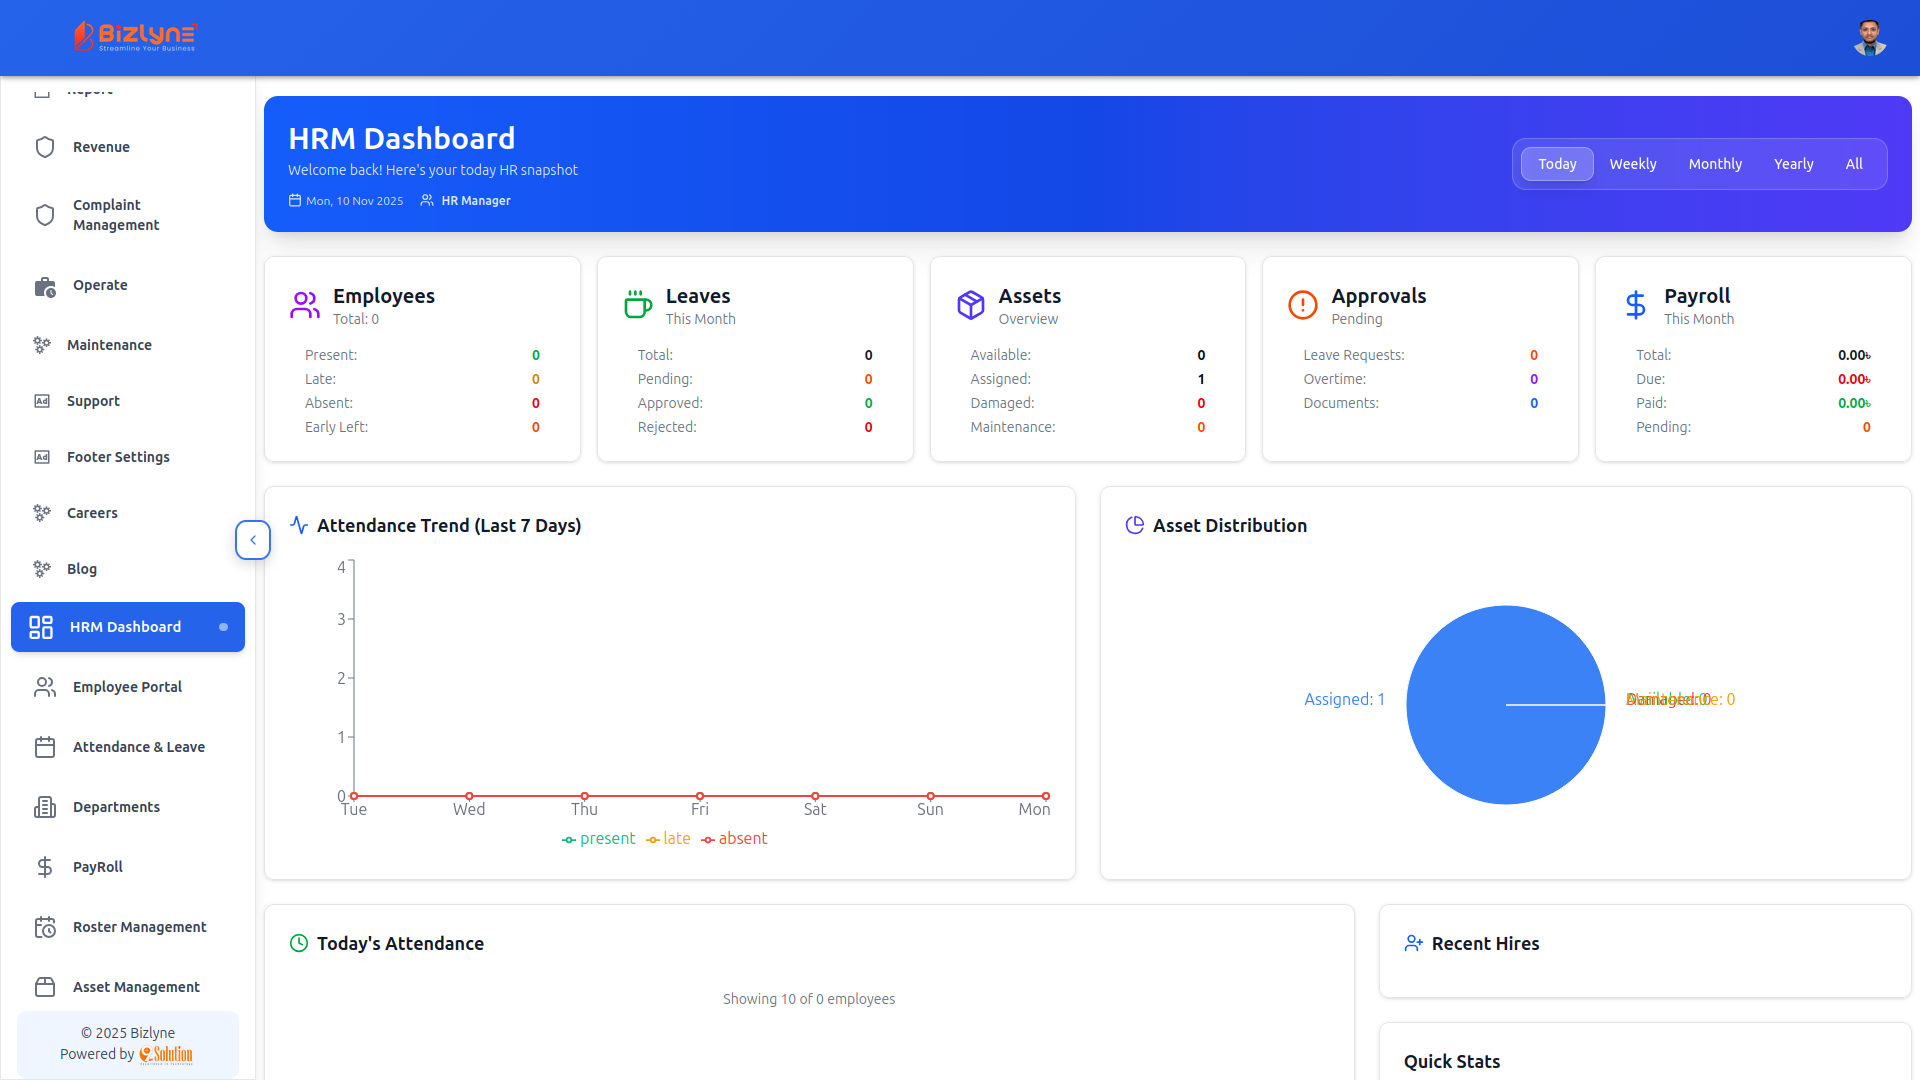 Bizlyne
Streamline Your Business
Report
Revenue
Complaint
Management
Operate
Maintenance
Support
Footer Settings
Careers
Blog
HRM Dashboard
Employee Portal
Attendance & Leave
Departments
PayRoll
Roster Management
Asset Management
© 2025 Bizlyne
Powered by
Solution
HRM Dashboard
Welcome back! Here's your today HR snapshot
Mon, 10 Nov 2025 HR Manager
Today Weekly Monthly Yearly All
Employees
Total: 0
Present: 0
Late: 0
Absent: 0
Early Left: 0
Leaves
This Month
Total: 0
Pending: 0
Approved: 0
Rejected: 0
Assets
Overview
Available: 0
Assigned: 1
Damaged: 0
Maintenance: 0
Approvals
Pending
Leave Requests: 0
Overtime: 0
Documents: 0
Payroll
This Month
Total: 0.00৳
Due: 0.00৳
Paid: 0.00৳
Pending: 0
Attendance Trend (Last 7 Days)
4
3
2
1
0
Tue Wed Thu Fri Sat Sun Mon
present late absent
Asset Distribution
Assigned: 1
Today's Attendance
Showing 10 of 0 employees
Recent Hires
Quick Stats